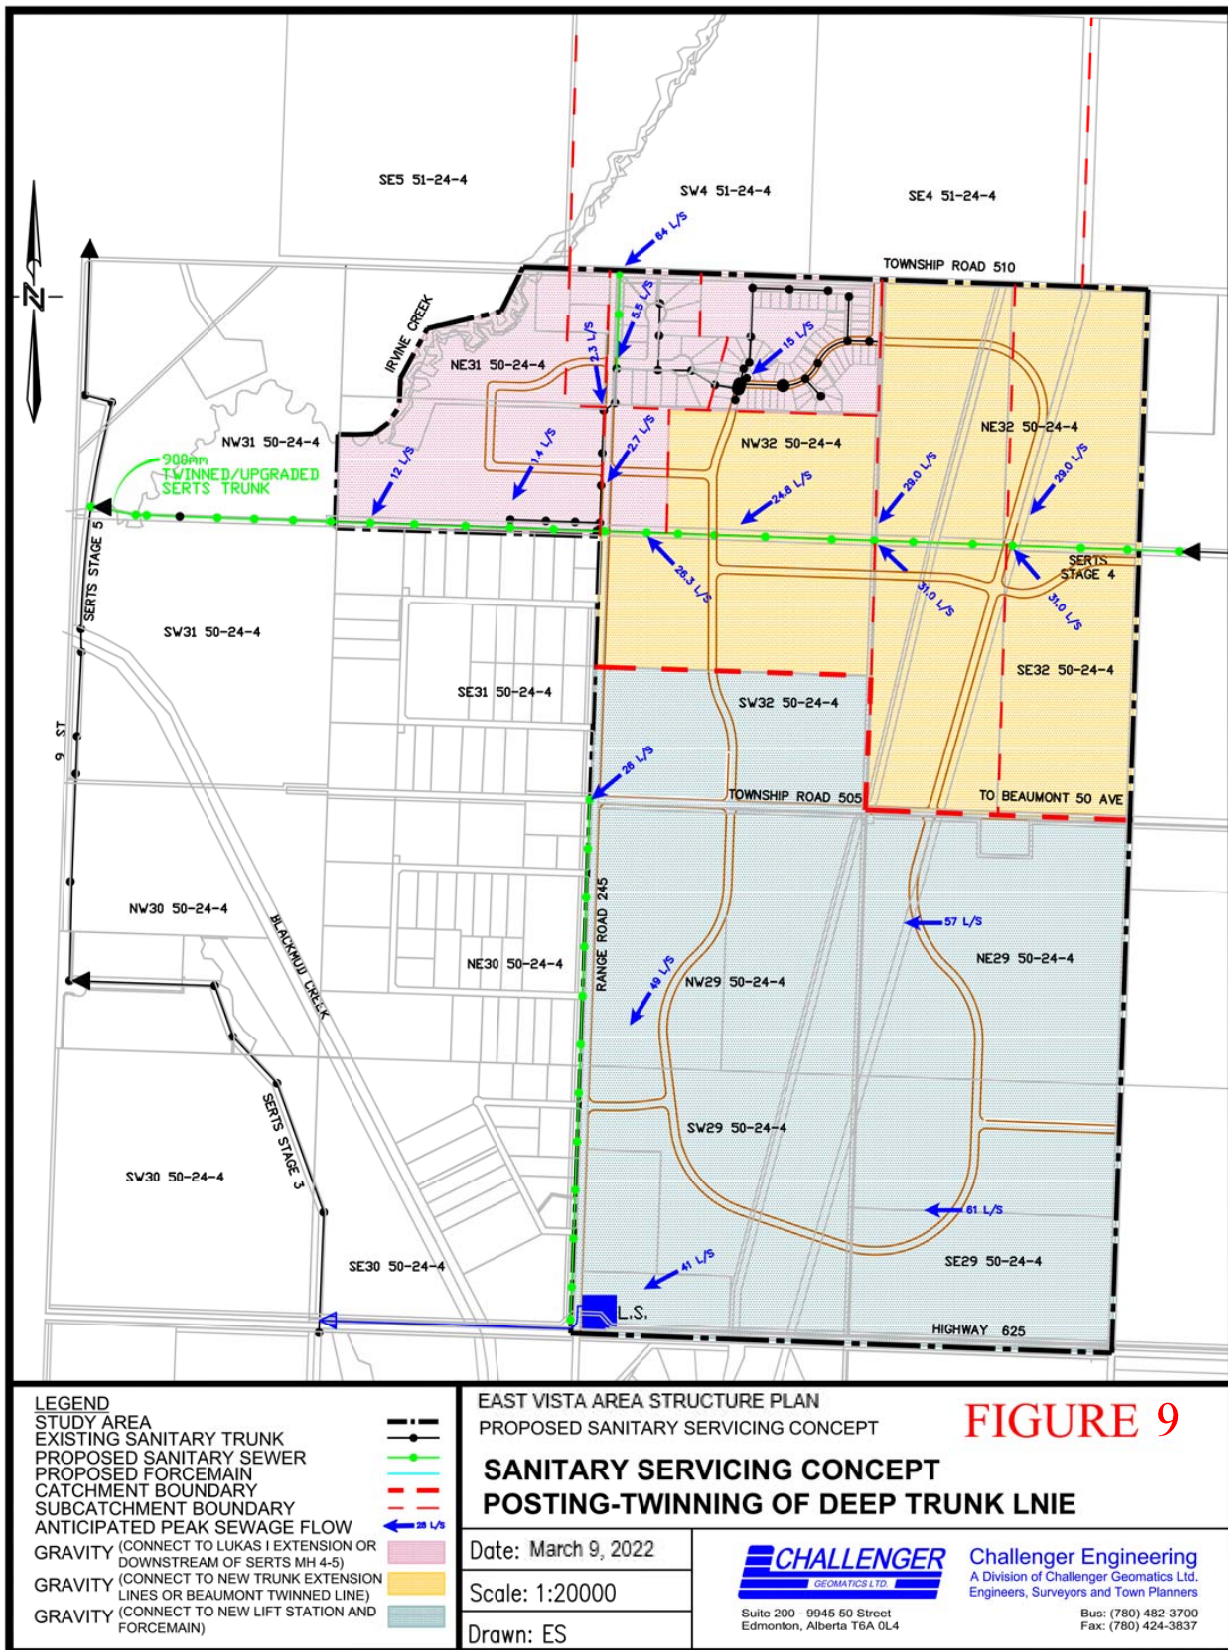 SE5 51-24-4
SW4 51-24-4
SE4 51-24-4
64 L/S
TOWNSHIP ROAD 510
N
IRVINE CREEK
5.5 L/S
2.3 L/S
15 L/S
NE31 50-24-4
NW31 50-24-4
NW32 50-24-4
NE32 50-24-4
900mm
TWINNED/UPGRADED
SERTS TRUNK
12 L/S
1.4 L/S
2.7 L/S
24.8 L/S
29.0 L/S
29.0 L/S
SERTS STAGE 5
SERTS
STAGE 4
26.3 L/S
31.0 L/S
31.0 L/S
SW31 50-24-4
SE31 50-24-4
SW32 50-24-4
SE32 50-24-4
9 ST
26 L/S
TOWNSHIP ROAD 505
TO BEAUMONT 50 AVE
RANGE ROAD 245
NW30 50-24-4
BLACKMUD CREEK
NE30 50-24-4
57 L/S
49 L/S
NW29 50-24-4
NE29 50-24-4
SERTS STAGE 3
SW30 50-24-4
SW29 50-24-4
61 L/S
SE30 50-24-4
41 L/S
SE29 50-24-4
L.S.
HIGHWAY 625
LEGEND
STUDY AREA
EXISTING SANITARY TRUNK
PROPOSED SANITARY SEWER
PROPOSED FORCEMAIN
CATCHMENT BOUNDARY
SUBCATCHMENT BOUNDARY
ANTICIPATED PEAK SEWAGE FLOW 28 L/S
GRAVITY (CONNECT TO LUKAS I EXTENSION OR
DOWNSTREAM OF SERTS MH 4-5)
GRAVITY (CONNECT TO NEW TRUNK EXTENSION
LINES OR BEAUMONT TWINNED LINE)
GRAVITY (CONNECT TO NEW LIFT STATION AND
FORCEMAIN)
EAST VISTA AREA STRUCTURE PLAN
PROPOSED SANITARY SERVICING CONCEPT
FIGURE 9
SANITARY SERVICING CONCEPT
POSTING-TWINNING OF DEEP TRUNK LNIE
Date: March 9, 2022
Scale: 1:20000
Drawn: ES
CHALLENGER
GEOMATICS LTD.
Suite 200 9945 50 Street
Edmonton, Alberta T6A 0L4
Challenger Engineering
A Division of Challenger Geomatics Ltd.
Engineers, Surveyors and Town Planners
Bus: (780) 482-3700
Fax: (780) 424-3837